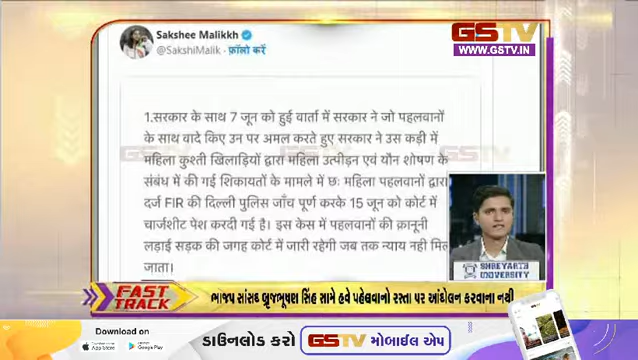 Sakshee Malikkh
@SakshiMalik · फ़ॉलो करें
GSTV
WWW.GSTV.IN
1.सरकार के साथ 7 जून को हुई वार्ता में सरकार ने जो पहलवानों
के साथ वादे किए उन पर अमल करते हुए सरकार ने उस कड़ी में
महिला कुश्ती खिलाड़ियों द्वारा महिला उत्पीड़न एवं यौन शोषण के
संबंध में की गई शिकायतों के मामले में छः महिला पहलवानों द्वारा
दर्ज FIR की दिल्ली पुलिस जाँच पूर्ण करके 15 जून को कोर्ट में
चार्जशीट पेश करदी गई है। इस केस में पहलवानों की क़ानूनी
लड़ाई सड़क की जगह कोर्ट में जारी रहेगी जब तक न्याय नहीं मिल
जाता।
SHREYARTH
UNIVERSITY
FAST
TRACK
ભાજપ સાંસદ બ્રૃજભૂષણ સિંહ સામે હવે પહેલવાનો રસ્તા પર આંદોલન કરવાના નથી
Download on
App Store
Google Play
ડાઉનલોડ કરો GSTV મોબાઈલ એપ